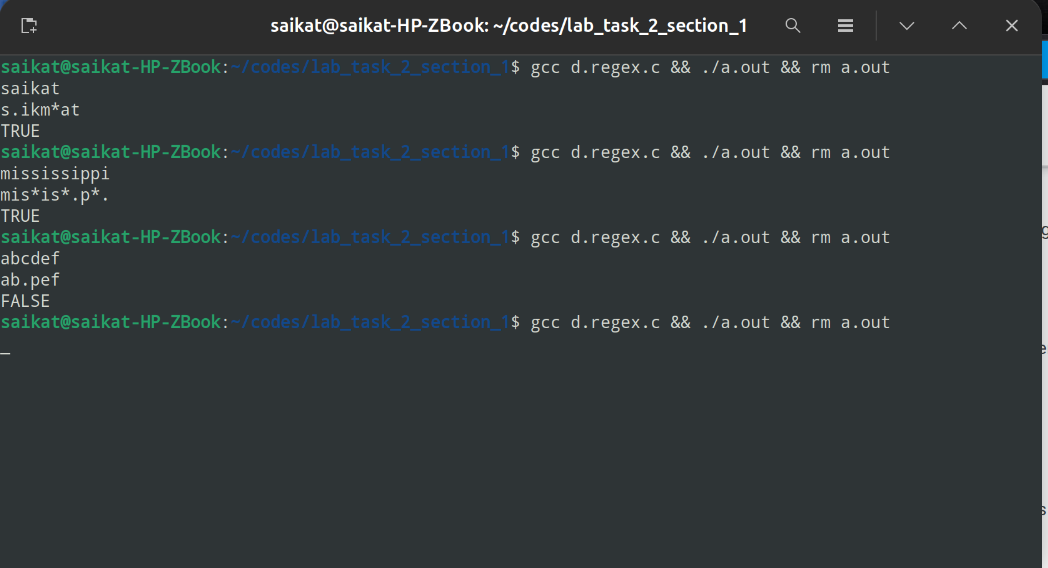 saikat@saikat-HP-ZBook: ~/codes/lab_task_2_section_1
saikat@saikat-HP-ZBook:~/codes/lab_task_2_section_1$ gcc d.regex.c && ./a.out && rm a.out
saikat
s.ikm*at
TRUE
saikat@saikat-HP-ZBook:~/codes/lab_task_2_section_1$ gcc d.regex.c && ./a.out && rm a.out
mississippi
mis*is*.p*.
TRUE
saikat@saikat-HP-ZBook:~/codes/lab_task_2_section_1$ gcc d.regex.c && ./a.out && rm a.out
abcdef
ab.pef
FALSE
saikat@saikat-HP-ZBook:~/codes/lab_task_2_section_1$ gcc d.regex.c && ./a.out && rm a.out